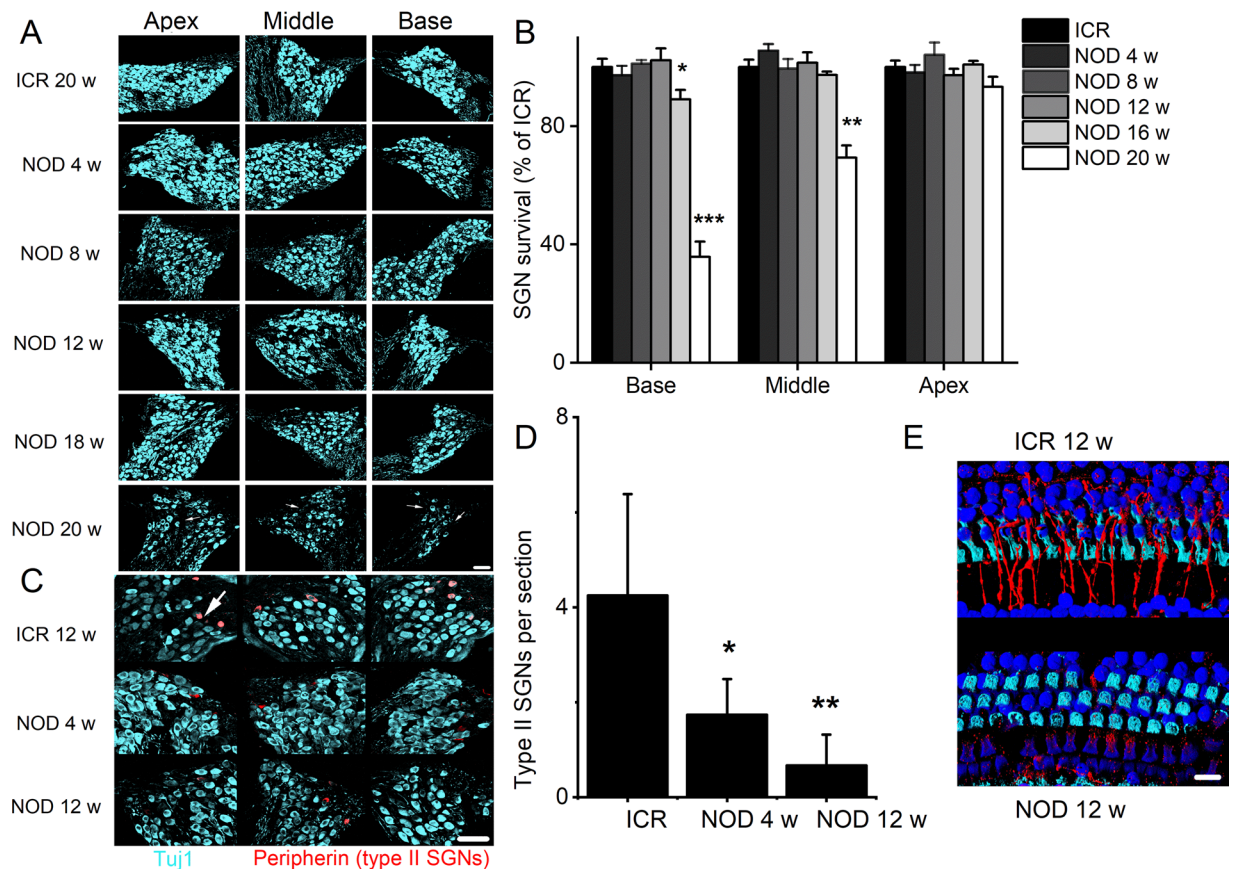 A
Apex Middle Base
ICR 20 w
NOD 4 w
NOD 8 w
NOD 12 w
NOD 18 w
NOD 20 w
B
SGN survival (% of ICR)
80
40
0
*
***
**
Base Middle Apex
ICR
NOD 4 w
NOD 8 w
NOD 12 w
NOD 16 w
NOD 20 w
C
ICR 12 w
NOD 4 w
NOD 12 w
Tuj1 Peripherin (type II SGNs)
D
Type II SGNs per section
8
4
0
*
**
ICR NOD 4 w NOD 12 w
E
ICR 12 w
NOD 12 w